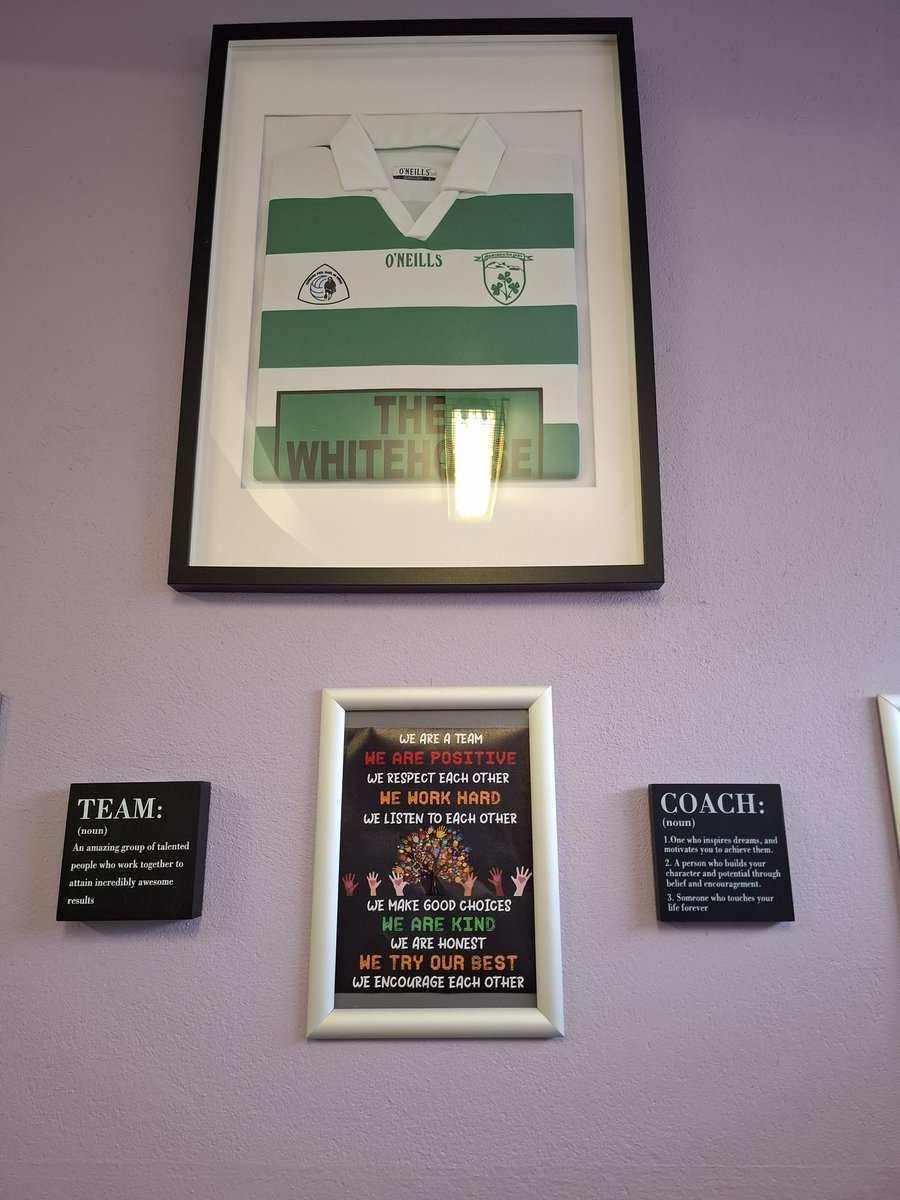 O'NEILLS
O'NEILLS
THE
WHITEHOUSE
WE ARE A TEAM
WE ARE POSITIVE
WE RESPECT EACH OTHER
WE WORK HARD
WE LISTEN TO EACH OTHER
WE MAKE GOOD CHOICES
WE ARE KIND
WE ARE HONEST
WE TRY OUR BEST
WE ENCOURAGE EACH OTHER
TEAM:
(noun)
An amazing group of talented
people who work together to
attain incredibly awesome
results
COACH:
(noun)
1.One who inspires dreams, and
motivates you to achieve them.
2. A person who builds your
character and potential through
belief and encouragement.
3. Someone who touches your
life forever